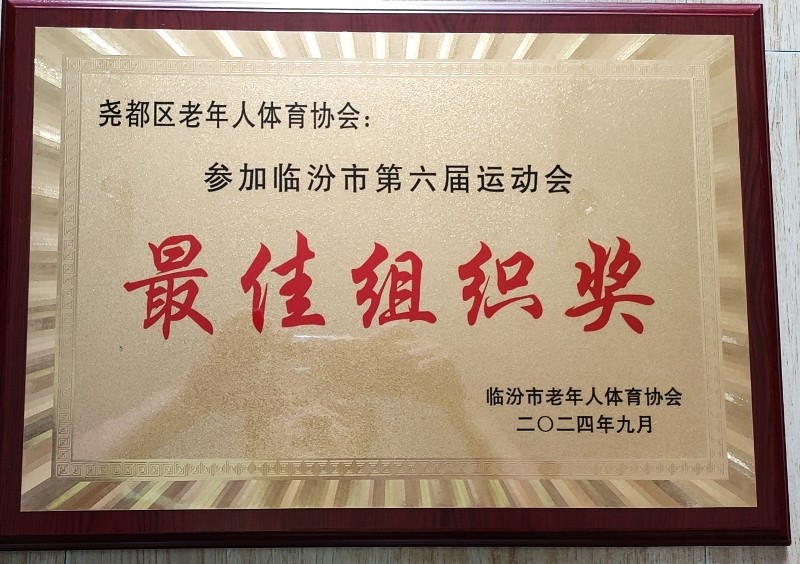 尧都区老年人体育协会：
参加临汾市第六届运动会
最佳组织奖
临汾市老年人体育协会
二〇二四年九月